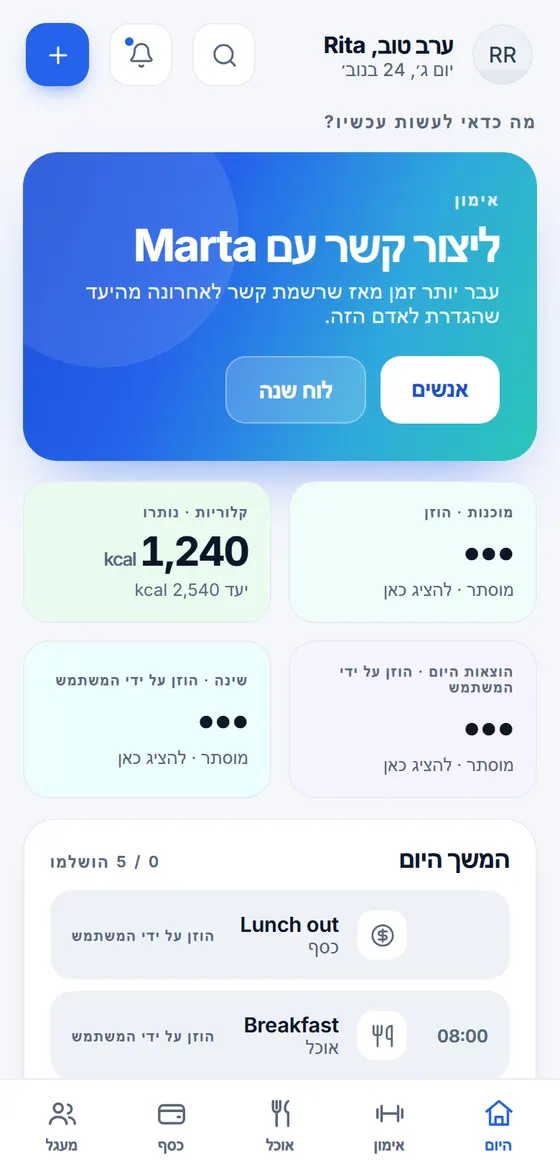 RR
ערב טוב, Rita
יום ג׳, 24 בנוב׳
מה כדאי לעשות עכשיו?
אימון
ליצור קשר עם Marta
עבר יותר זמן מאז שרשמת קשר לאחרונה מהיעד
שהגדרת לאדם הזה.
אנשים
לוח שנה
מוכנות · הוזן
•••
מוסתר · להציג כאן
קלוריות · נותרו
1,240 kcal
יעד 2,540 kcal
הוצאות היום · הוזן על ידי
המשתמש
•••
מוסתר · להציג כאן
שינה · הוזן על ידי המשתמש
•••
מוסתר · להציג כאן
המשך היום
0 / 5 הושלמו
Lunch out
כסף
הוזן על ידי המשתמש
08:00
Breakfast
אוכל
הוזן על ידי המשתמש
היום
אימון
אוכל
כסף
מעגל